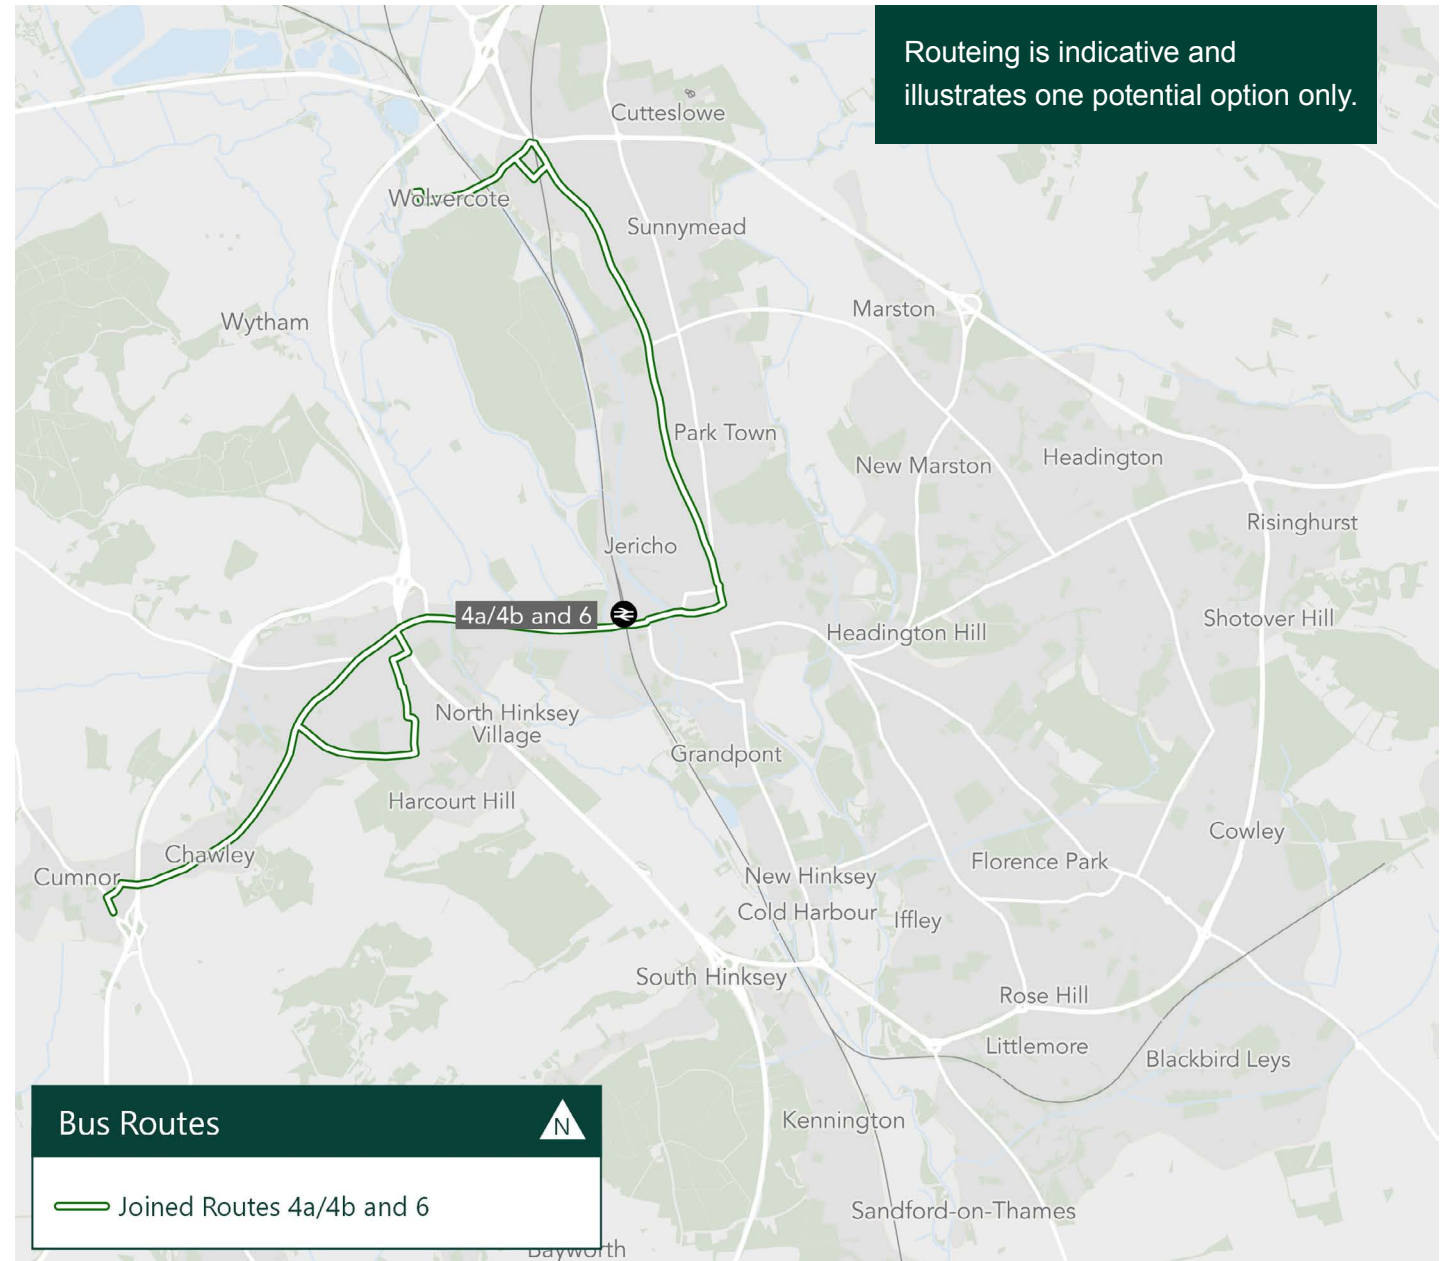 Routeing is indicative and
illustrates one potential option only.
Cutteslowe
Wolvercote
Sunnymead
Marston
Wytham
Park Town
New Marston
Headington
Risinghurst
Jericho
4a/4b and 6
Shotover Hill
Headington Hill
North Hinksey
Village
Grandpont
Harcourt Hill
Cowley
Chawley
Florence Park
Cumnor
New Hinksey
Cold Harbour
Iffley
South Hinksey
Rose Hill
Littlemore
Blackbird Leys
Kennington
Sandford-on-Thames
Bayworth
Bus Routes
N
Joined Routes 4a/4b and 6